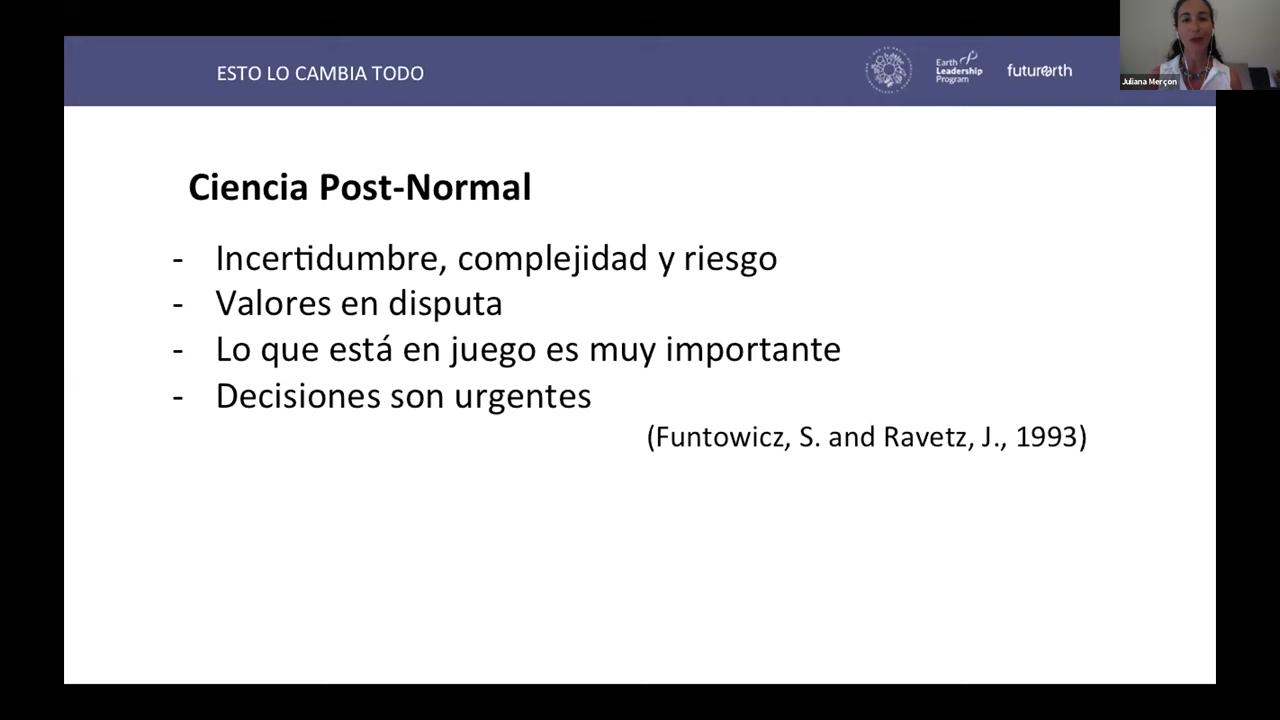 ESTO LO CAMBIA TODO
Earth
Leadership
Program
futurearth
Juliana Merçon
Ciencia Post-Normal
- Incertidumbre, complejidad y riesgo
- Valores en disputa
- Lo que está en juego es muy importante
- Decisiones son urgentes
(Funtowicz, S. and Ravetz, J., 1993)